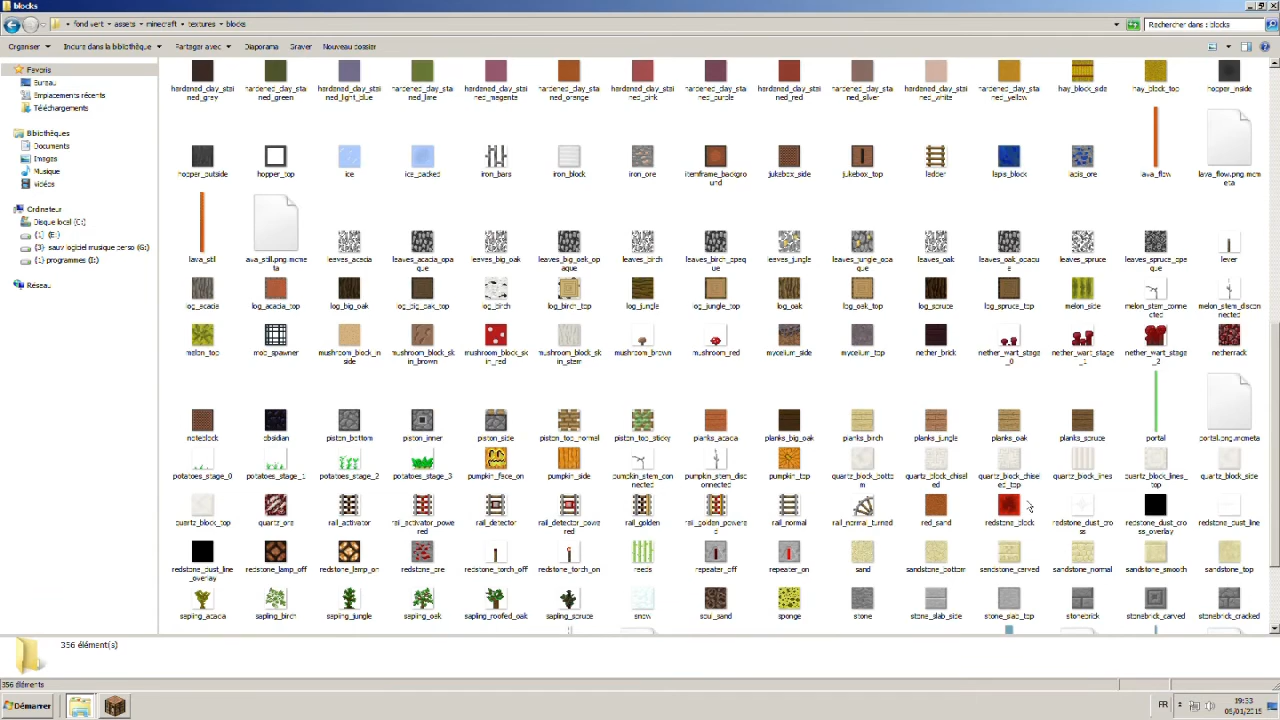 blocks
fond vert ▸ assets ▸ minecraft ▸ textures ▸ blocks
Rechercher dans : blocks
Organiser
Indure dans la bibliothèque
Partager avec
Diaporama
Graver
Nouveau dossier
Favoris
Bureau
Emplacements récents
Téléchargements
Bibliothèques
Documents
Images
Musique
vidéos
Ordinateur
Disque local (C:)
(1) (E:)
(3) sauv logiciel musique perso (G:)
(1) programmes (I:)
Réseau
hardened_clay_stained_gray
hardened_clay_stained_green
hardened_clay_stained_light_blue
hardened_clay_stained_lime
hardened_clay_stained_magenta
hardened_clay_stained_orange
hardened_clay_stained_pink
hardened_clay_stained_purple
hardened_clay_stained_red
hardened_clay_stained_silver
hardened_clay_stained_white
hardened_clay_stained_yellow
hay_block_side
hay_block_top
hopper_inside
hopper_outside
hopper_top
ice
ice_packed
iron_bars
iron_block
iron_ore
itemframe_background
jukebox_side
jukebox_top
ladder
lapis_block
lapis_ore
lava_flow
lava_flow.png.mcmeta
lava_still
lava_still.png.mcmeta
leaves_acacia
leaves_acacia_opaque
leaves_big_oak
leaves_big_oak_opaque
leaves_birch
leaves_birch_opaque
leaves_jungle
leaves_jungle_opaque
leaves_oak
leaves_oak_opaque
leaves_spruce
leaves_spruce_opaque
lever
log_acacia
log_acacia_top
log_big_oak
log_big_oak_top
log_birch
log_birch_top
log_jungle
log_jungle_top
log_oak
log_oak_top
log_spruce
log_spruce_top
melon_side
melon_stem_connected
melon_stem_disconnected
melon_top
mob_spawner
mushroom_block_inside
mushroom_block_skin_brown
mushroom_block_skin_red
mushroom_block_skin_stem
mushroom_brown
mushroom_red
mycelium_side
mycelium_top
nether_brick
nether_wart_stage_0
nether_wart_stage_1
nether_wart_stage_2
netherrack
noteblock
obsidian
piston_bottom
piston_inner
piston_side
piston_top_normal
piston_top_sticky
planks_acacia
planks_big_oak
planks_birch
planks_jungle
planks_oak
planks_spruce
portal
portal.png.mcmeta
potatoes_stage_0
potatoes_stage_1
potatoes_stage_2
potatoes_stage_3
pumpkin_face_on
pumpkin_side
pumpkin_stem_connected
pumpkin_stem_disconnected
pumpkin_top
quartz_block_bottom
quartz_block_chiseled
quartz_block_chiseled_top
quartz_block_lines
quartz_block_lines_top
quartz_block_side
quartz_block_top
quartz_ore
rail_activator
rail_activator_powered
rail_detector
rail_detector_powered
rail_golden
rail_golden_powered
rail_normal
rail_normal_turned
red_sand
redstone_block
redstone_dust_cross
redstone_dust_cross_overlay
redstone_dust_line
redstone_dust_line_overlay
redstone_lamp_off
redstone_lamp_on
redstone_ore
redstone_torch_off
redstone_torch_on
reeds
repeater_off
repeater_on
sand
sandstone_bottom
sandstone_carved
sandstone_normal
sandstone_smooth
sandstone_top
sapling_acacia
sapling_birch
sapling_jungle
sapling_oak
sapling_roofed_oak
sapling_spruce
snow
soul_sand
sponge
stone
stone_slab_side
stone_slab_top
stonebrick
stonebrick_carved
stonebrick_cracked
356 élément(s)
356 éléments
Démarrer
FR
19:33